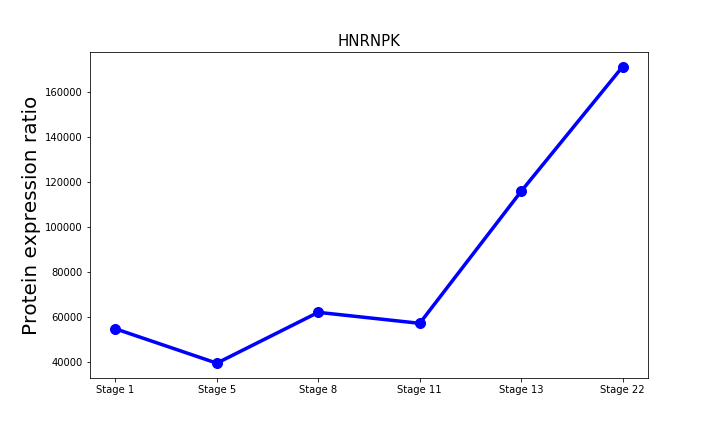 HNRNPK
Protein expression ratio
160000
140000
120000
100000
80000
60000
40000
Stage 1 Stage 5 Stage 8 Stage 11 Stage 13 Stage 22